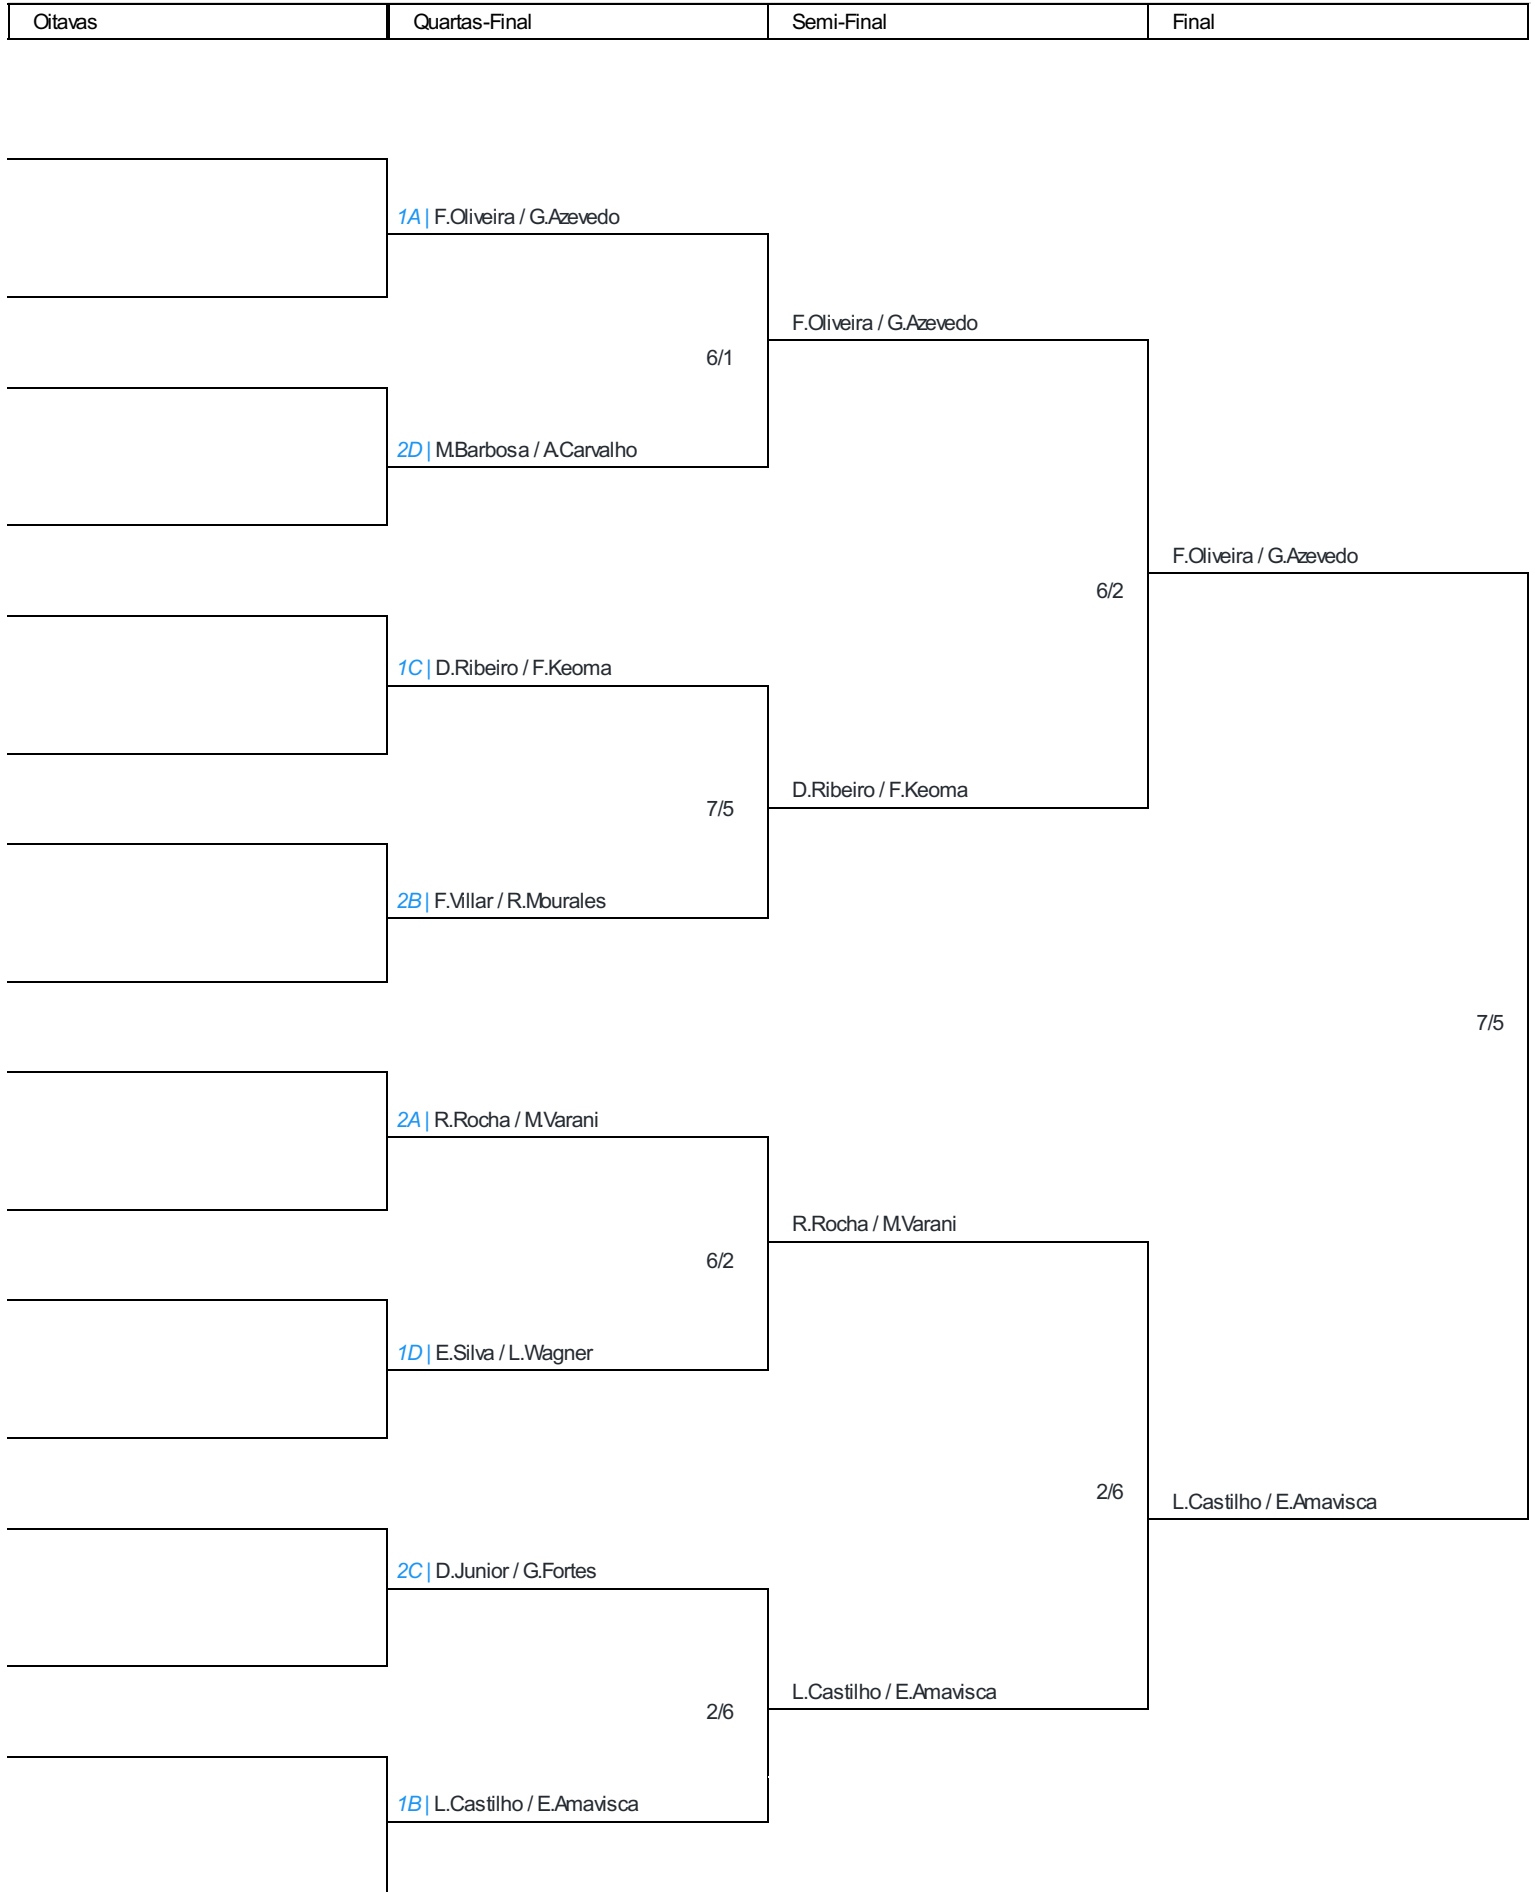 Oitavas Quartas-Final Semi-Final Final
1A | F.Oliveira / G.Azevedo
F.Oliveira / G.Azevedo
6/1
2D | M.Barbosa / A.Carvalho
F.Oliveira / G.Azevedo
6/2
1C | D.Ribeiro / F.Keoma
D.Ribeiro / F.Keoma
7/5
2B | F.Villar / R.Mourales
7/5
2A | R.Rocha / M.Varani
R.Rocha / M.Varani
6/2
1D | E.Silva / L.Wagner
2/6
L.Castilho / E.Amavisca
2C | D.Junior / G.Fortes
L.Castilho / E.Amavisca
2/6
1B | L.Castilho / E.Amavisca